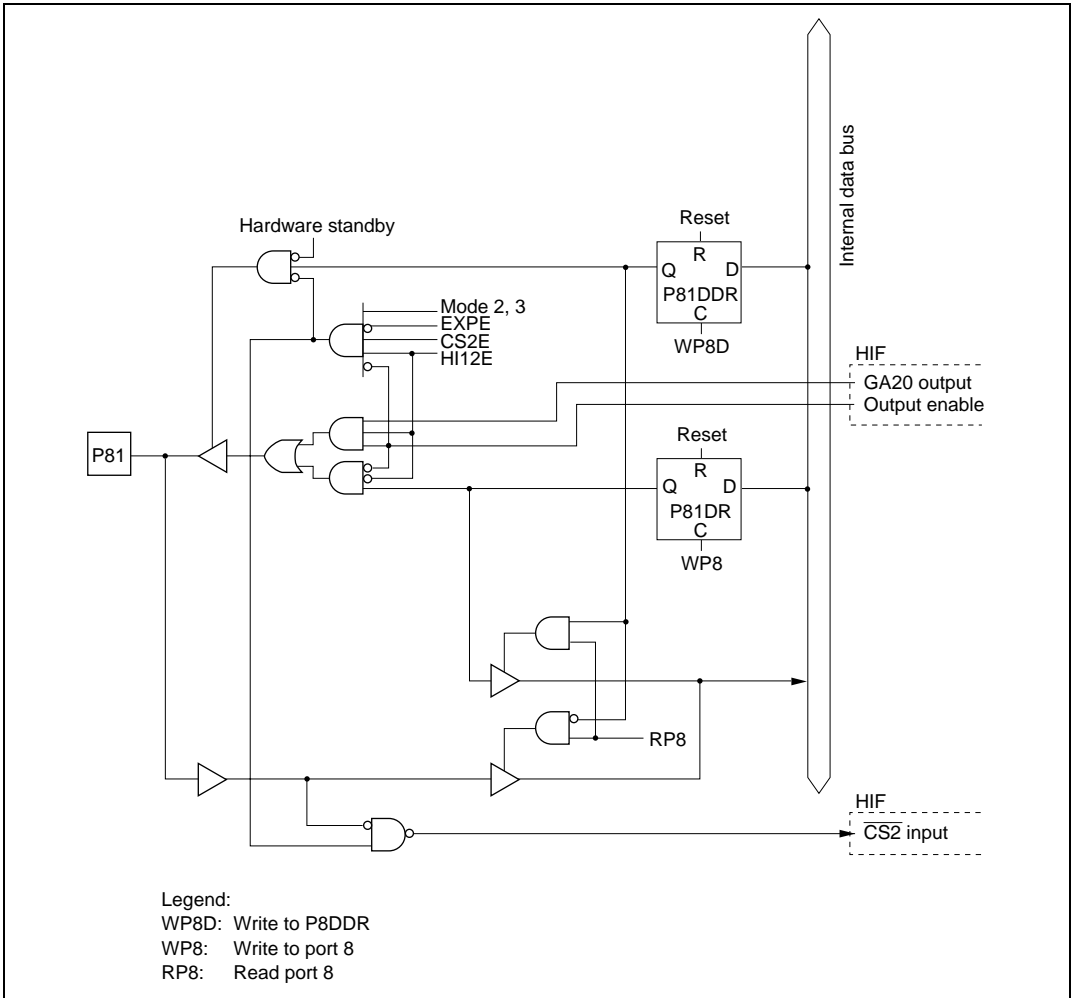 Internal data bus
Hardware standby
Reset
R
Q D
P81DDR
C
WP8D
Mode 2, 3
EXPE
CS2E
HI12E
HIF
GA20 output
Output enable
P81
Reset
R
Q D
P81DR
C
WP8
RP8
HIF
CS2 input
Legend:
WP8D: Write to P8DDR
WP8: Write to port 8
RP8: Read port 8